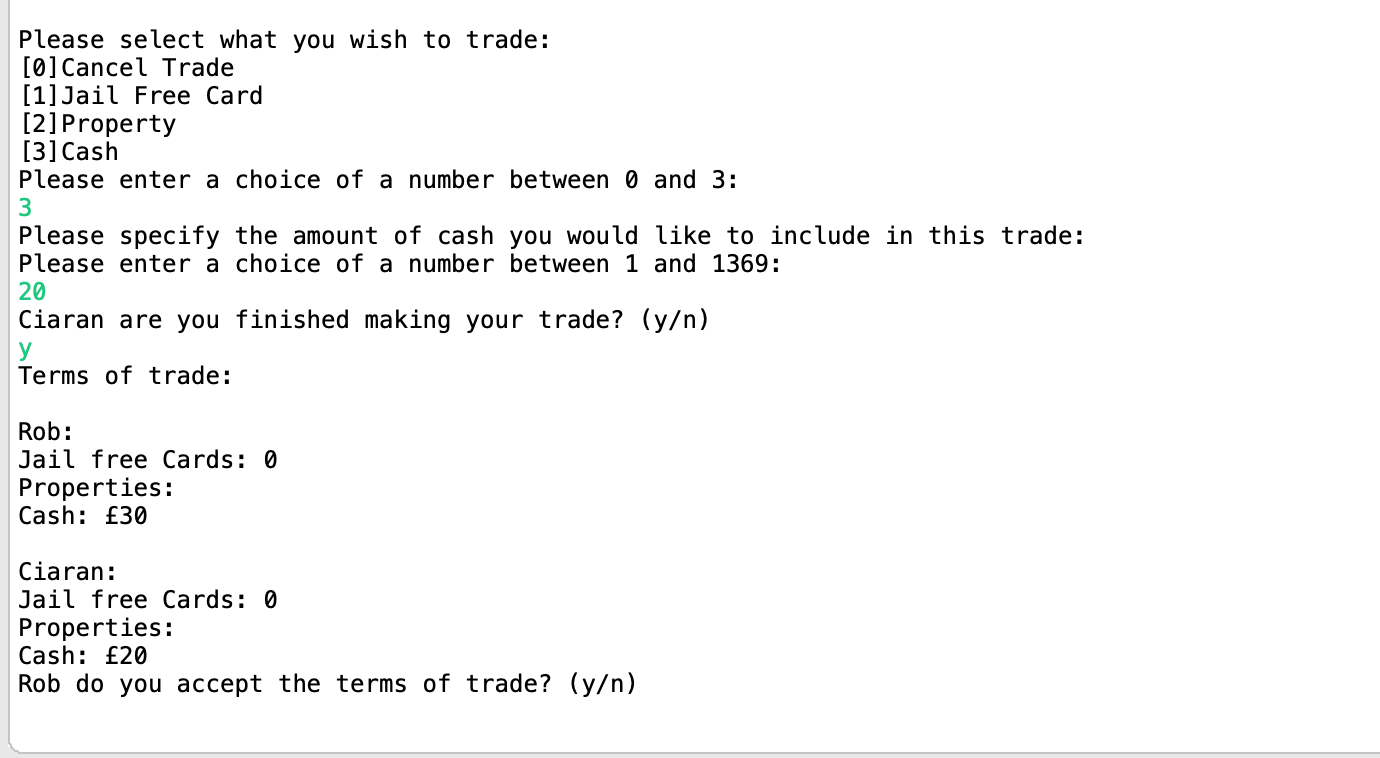 Please select what you wish to trade:
[0]Cancel Trade
[1]Jail Free Card
[2]Property
[3]Cash
Please enter a choice of a number between 0 and 3:
3
Please specify the amount of cash you would like to include in this trade:
Please enter a choice of a number between 1 and 1369:
20
Ciaran are you finished making your trade? (y/n)
y
Terms of trade:

Rob:
Jail free Cards: 0
Properties:
Cash: £30

Ciaran:
Jail free Cards: 0
Properties:
Cash: £20
Rob do you accept the terms of trade? (y/n)